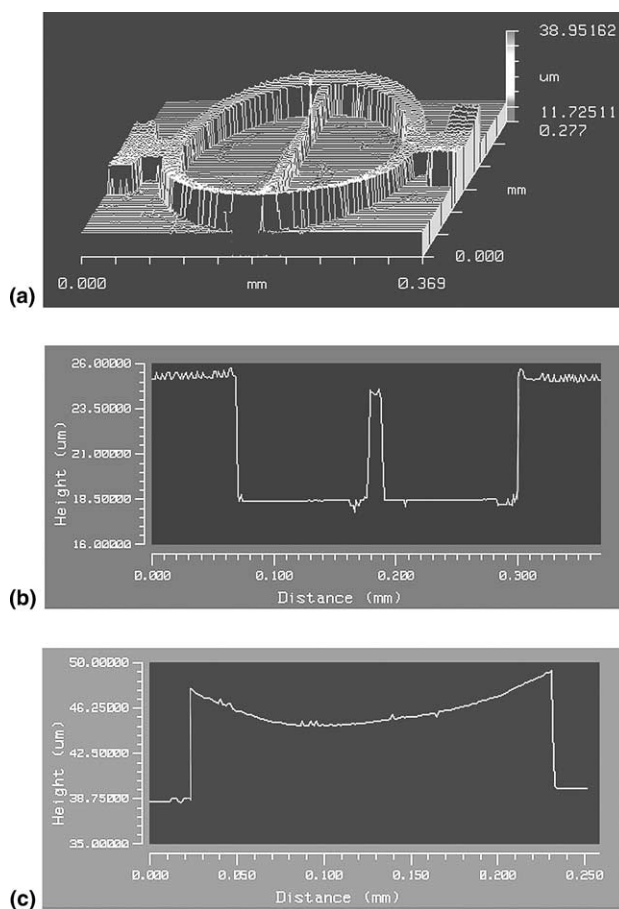 38.95162
um
11.72511
0.277
mm
0.000
0.000 mm 0.369
(a)
26.00000
23.50000
21.00000
18.50000
16.00000
Height (um)
0.000 0.100 0.200 0.300
Distance (mm)
(b)
50.00000
46.25000
42.50000
38.75000
35.00000
Height (um)
0.000 0.050 0.100 0.150 0.200 0.250
Distance (mm)
(c)